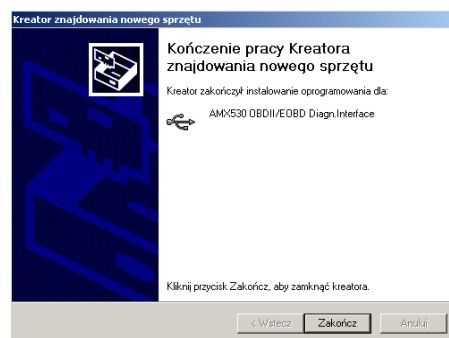 Kreator znajdowania nowego sprzętu
Kończenie pracy Kreatora
znajdowania nowego sprzętu
Kreator zakończył instalowanie oprogramowania dla:
AMX530 OBDII/EOBD Diagn.Interface
Kliknij przycisk Zakończ, aby zamknąć kreatora.
< Wstecz Zakończ Anuluj